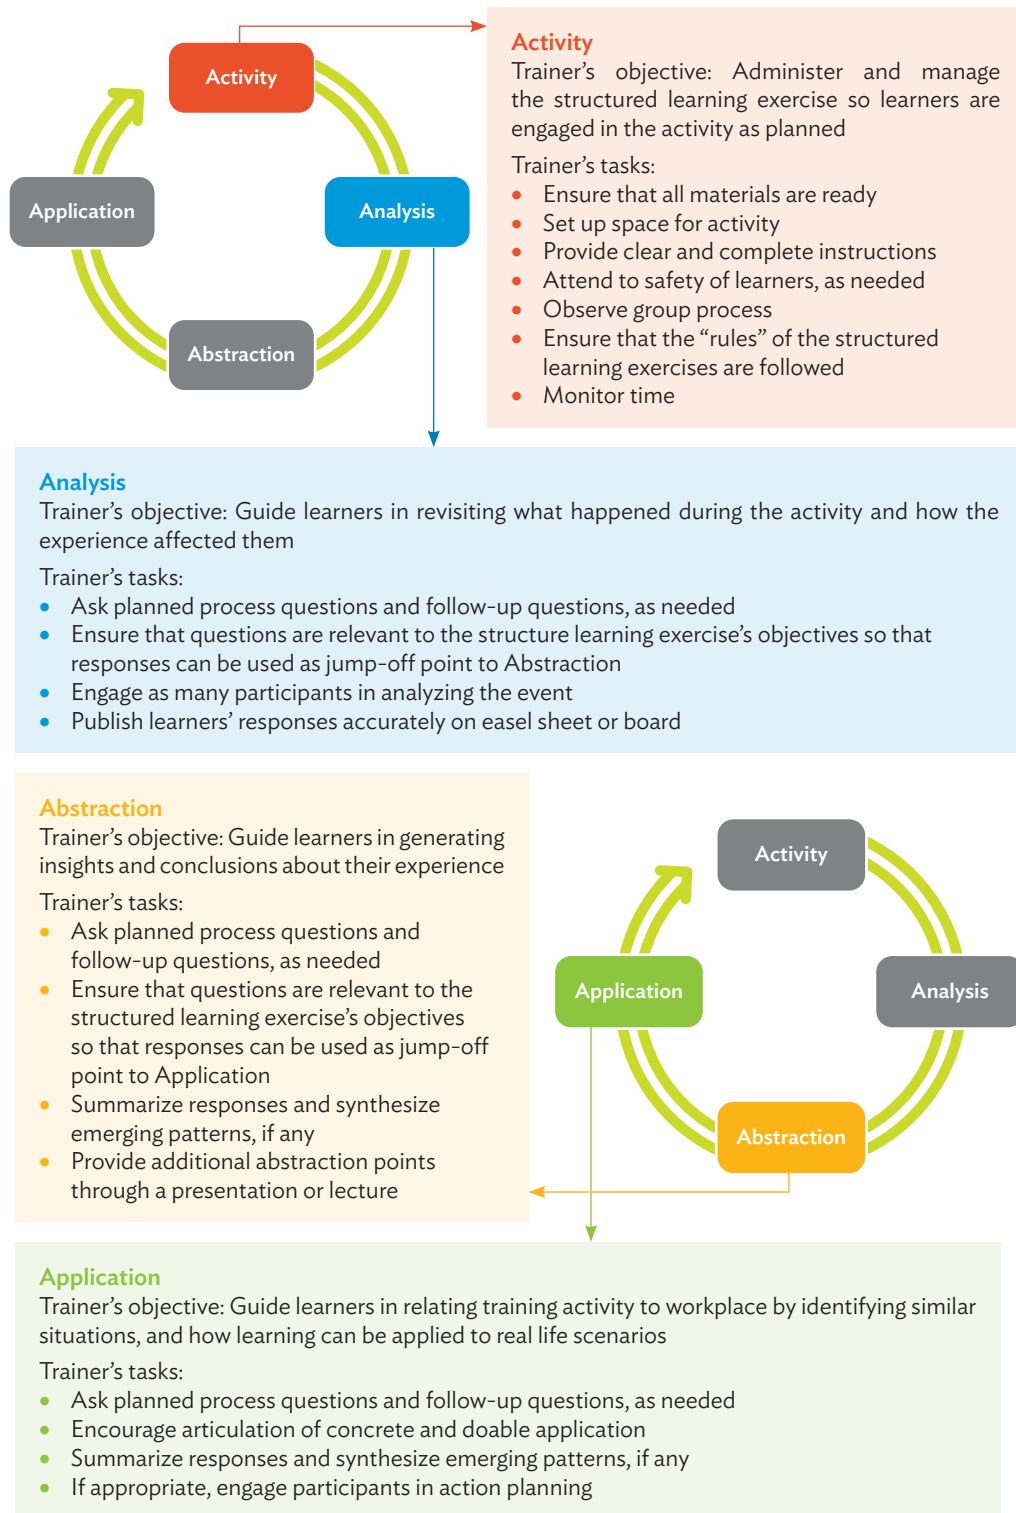 Activity
Analysis
Abstraction
Application
Activity
Trainer’s objective: Administer and manage
the structured learning exercise so learners are
engaged in the activity as planned
Trainer’s tasks:
• Ensure that all materials are ready
• Set up space for activity
• Provide clear and complete instructions
• Attend to safety of learners, as needed
• Observe group process
• Ensure that the “rules” of the structured
learning exercises are followed
• Monitor time
Analysis
Trainer’s objective: Guide learners in revisiting what happened during the activity and how the
experience affected them
Trainer’s tasks:
• Ask planned process questions and follow-up questions, as needed
• Ensure that questions are relevant to the structure learning exercise’s objectives so that
responses can be used as jump-off point to Abstraction
• Engage as many participants in analyzing the event
• Publish learners’ responses accurately on easel sheet or board
Abstraction
Trainer’s objective: Guide learners in generating
insights and conclusions about their experience
Trainer’s tasks:
• Ask planned process questions and
follow-up questions, as needed
• Ensure that questions are relevant to the
structured learning exercise’s objectives
so that responses can be used as jump-off
point to Application
• Summarize responses and synthesize
emerging patterns, if any
• Provide additional abstraction points
through a presentation or lecture
Activity
Analysis
Abstraction
Application
Application
Trainer’s objective: Guide learners in relating training activity to workplace by identifying similar
situations, and how learning can be applied to real life scenarios
Trainer’s tasks:
• Ask planned process questions and follow-up questions, as needed
• Encourage articulation of concrete and doable application
• Summarize responses and synthesize emerging patterns, if any
• If appropriate, engage participants in action planning